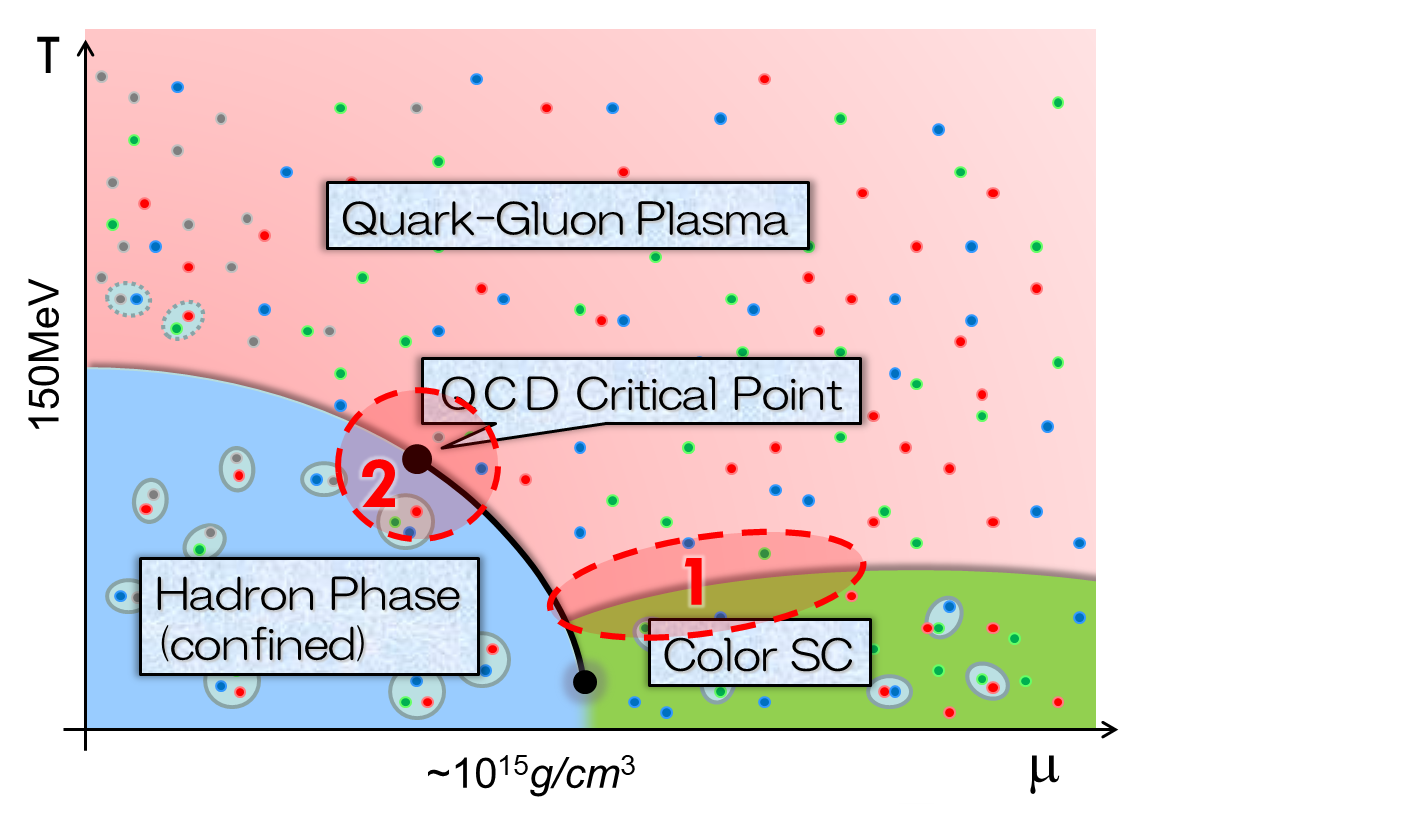 T
Quark-Gluon Plasma
150MeV
QCD Critical Point
2
1
Hadron Phase
(confined)
Color SC
~10¹⁵g/cm³
μ